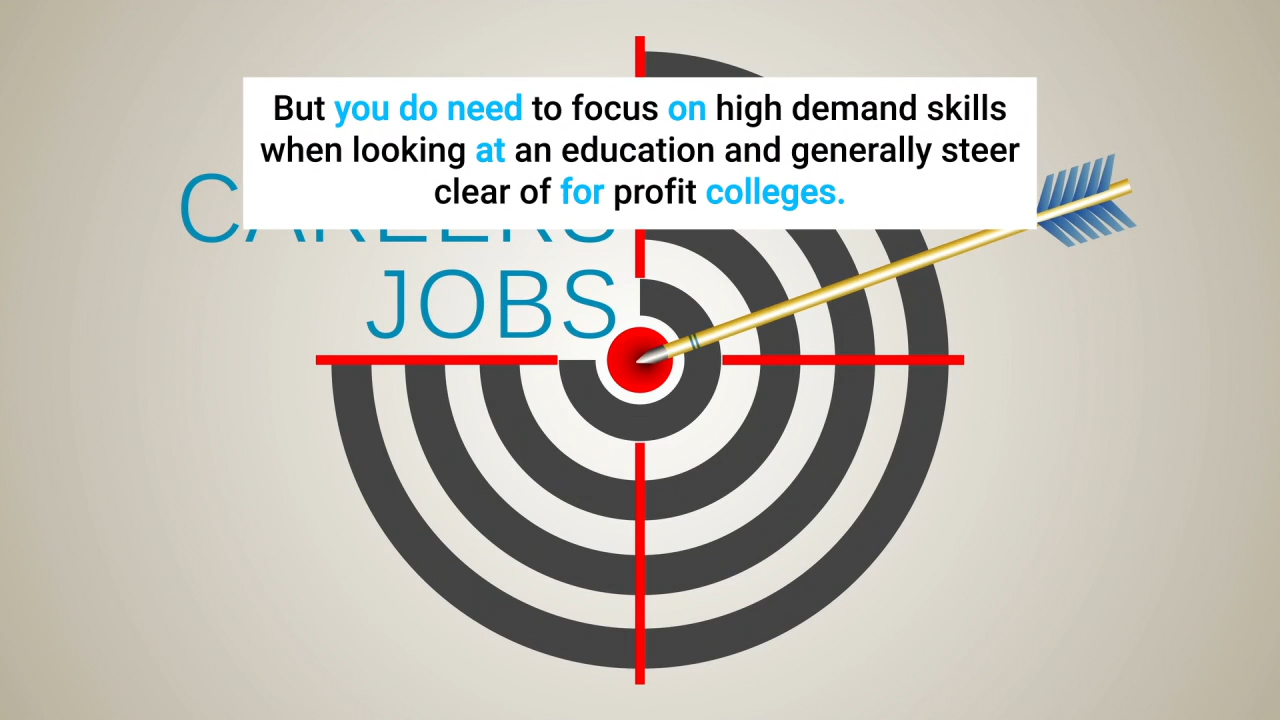 But you do need to focus on high demand skills
when looking at an education and generally steer
clear of for profit colleges.
CAREERS
JOBS